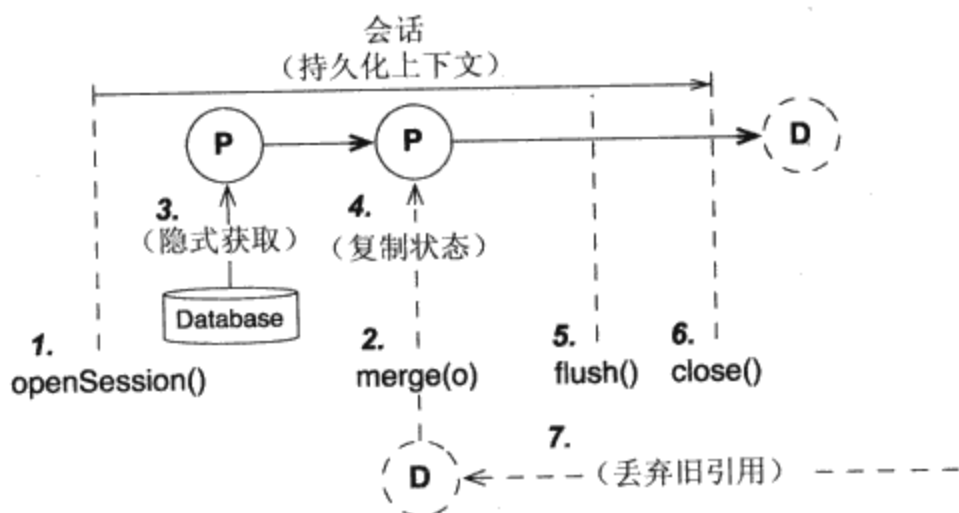 会话
（持久化上下文）
P
P
D
3.
（隐式获取）
4.
（复制状态）
Database
1.
openSession()
2.
merge(o)
5.
flush()
6.
close()
7.
D
（丢弃旧引用）